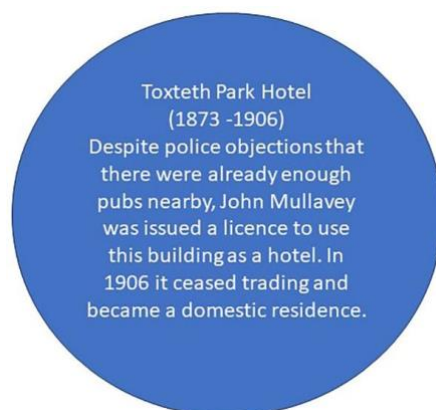 Toxteth Park Hotel
(1873 -1906)
Despite police objections that
there were already enough
pubs nearby, John Mullavey
was issued a licence to use
this building as a hotel. In
1906 it ceased trading and
became a domestic residence.